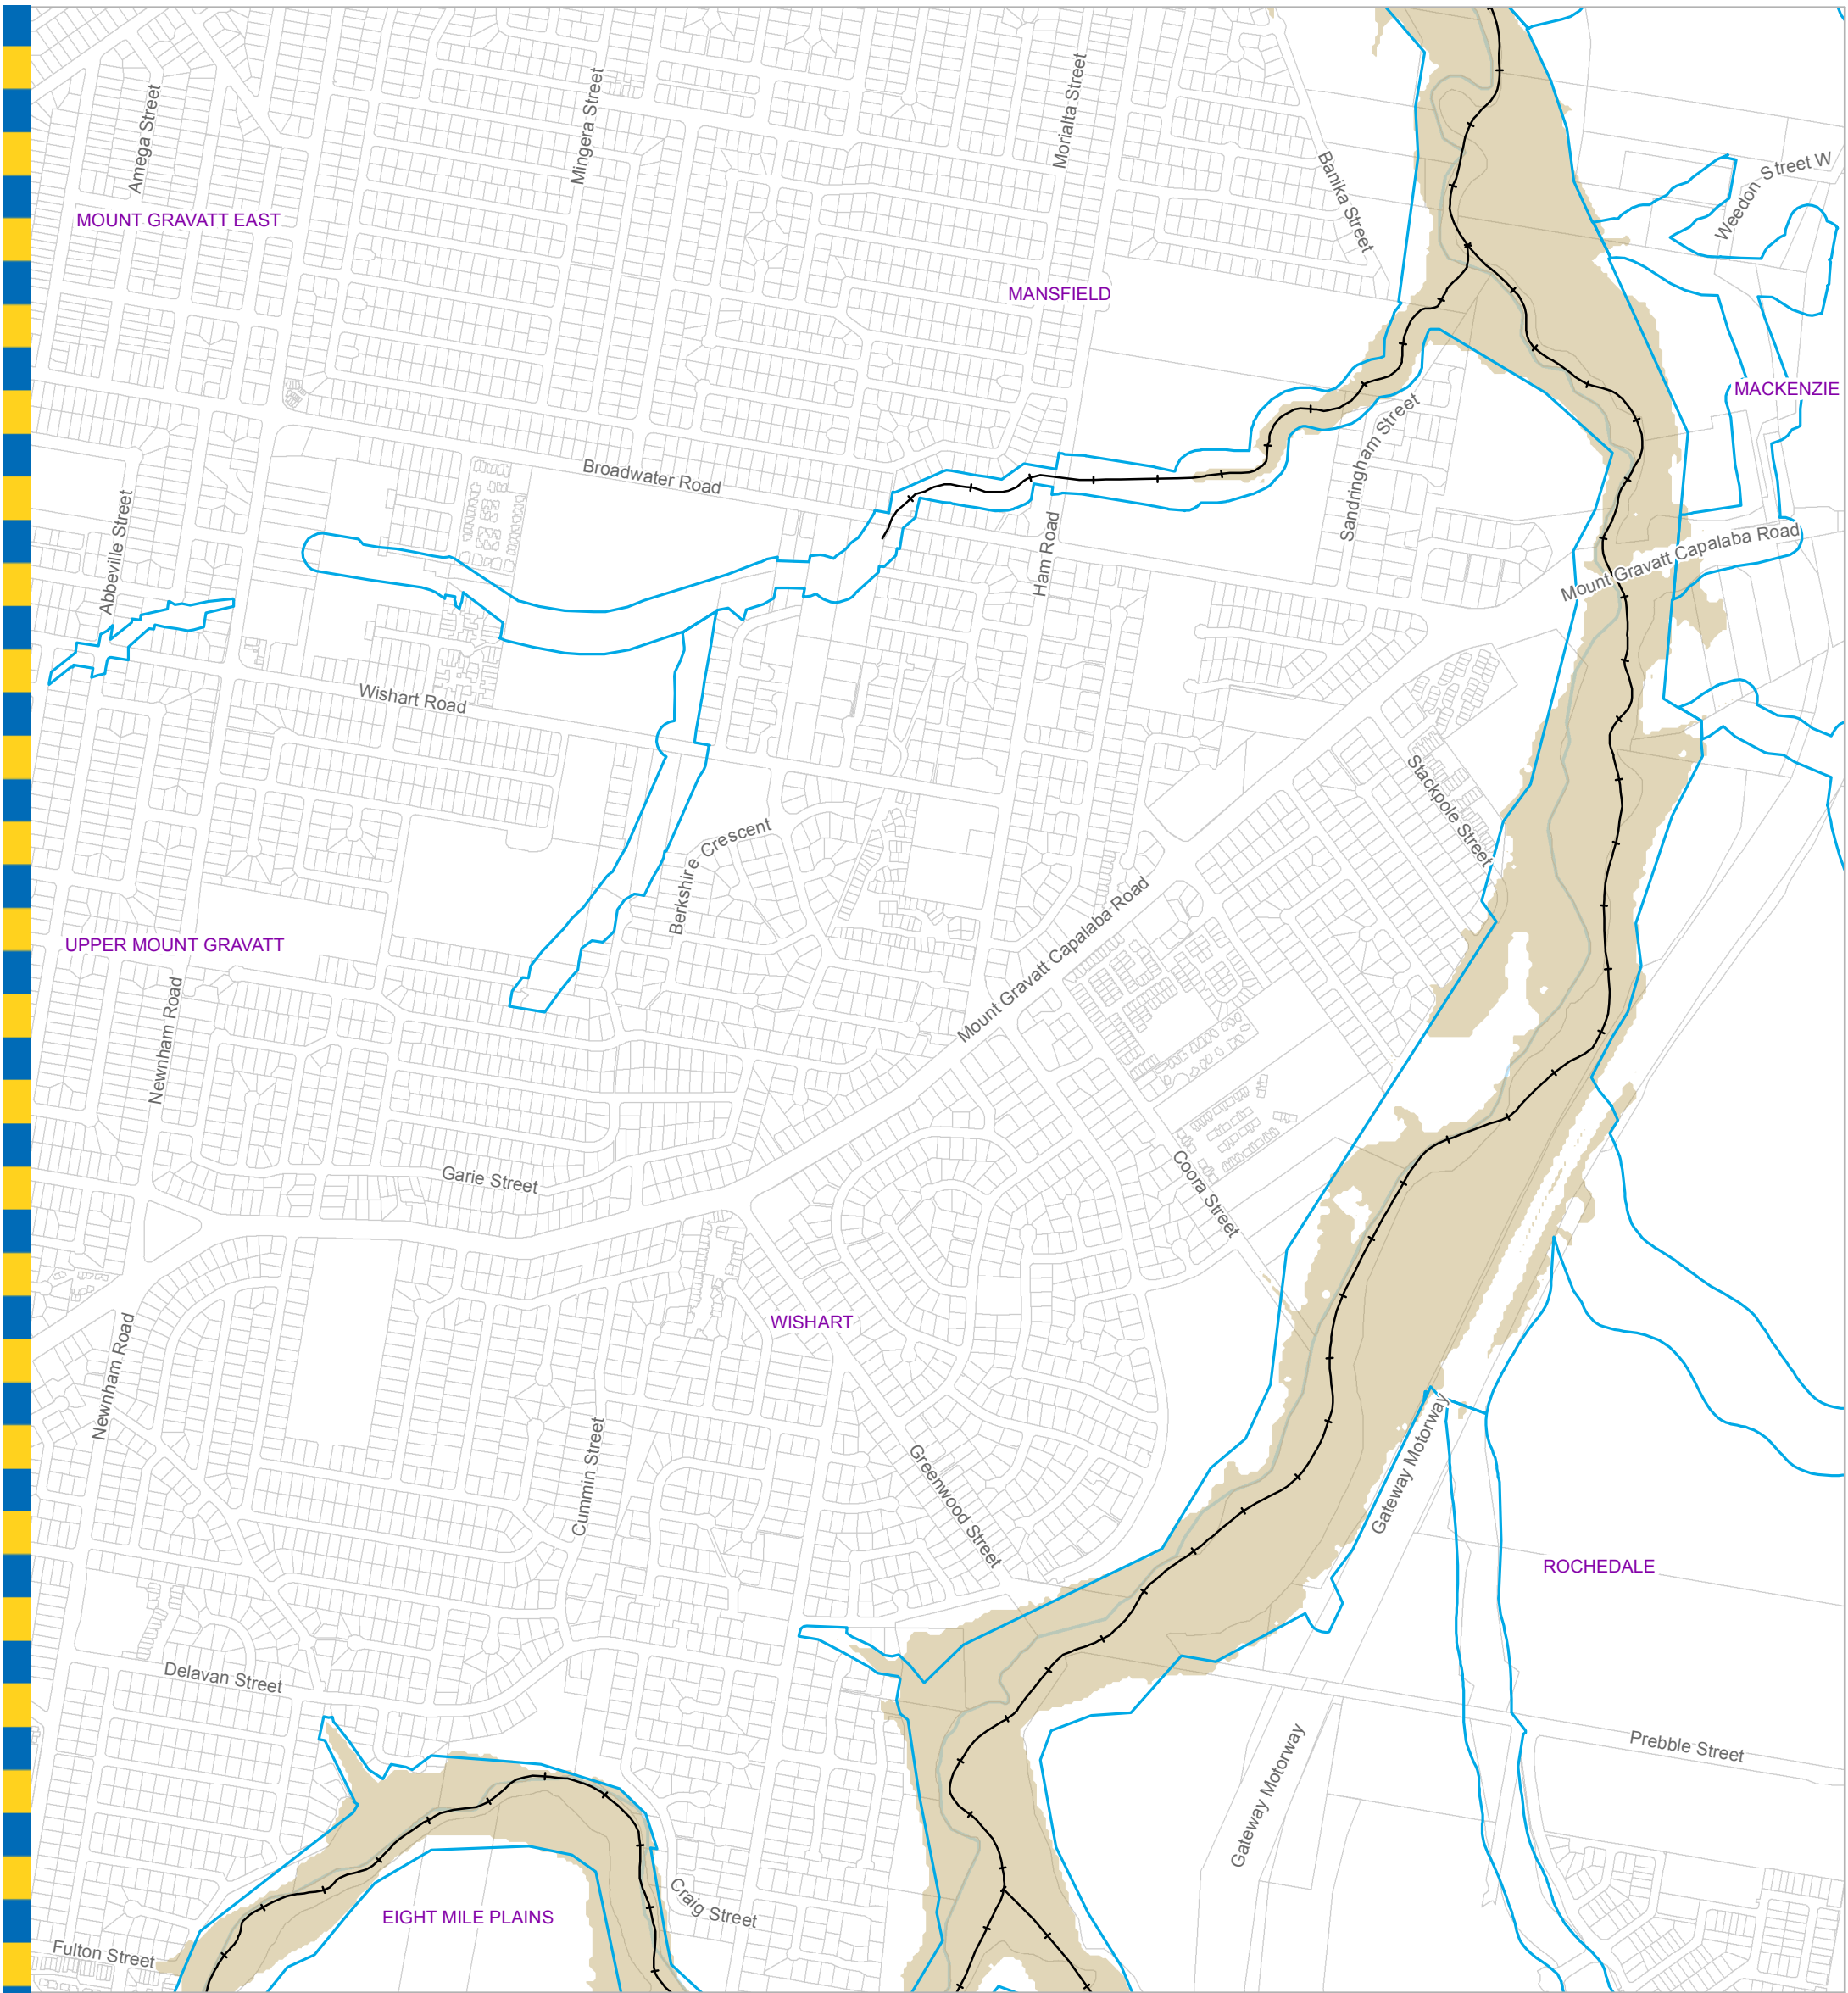 Amega Street
Mingera Street
Morialta Street
Banika Street
Weedon Street W
MOUNT GRAVATT EAST
MANSFIELD
MACKENZIE
Sandringham Street
Broadwater Road
Abbeville Street
Ham Road
Mount Gravatt Capalaba Road
Wishart Road
Stackpole Street
Berkshire Crescent
Mount Gravatt Capalaba Road
UPPER MOUNT GRAVATT
Newnham Road
Garie Street
Coora Street
WISHART
Newnham Road
Cummin Street
Greenwood Street
Gateway Motorway
ROCHEDALE
Delavan Street
Prebble Street
Gateway Motorway
Craig Street
EIGHT MILE PLAINS
Fulton Street